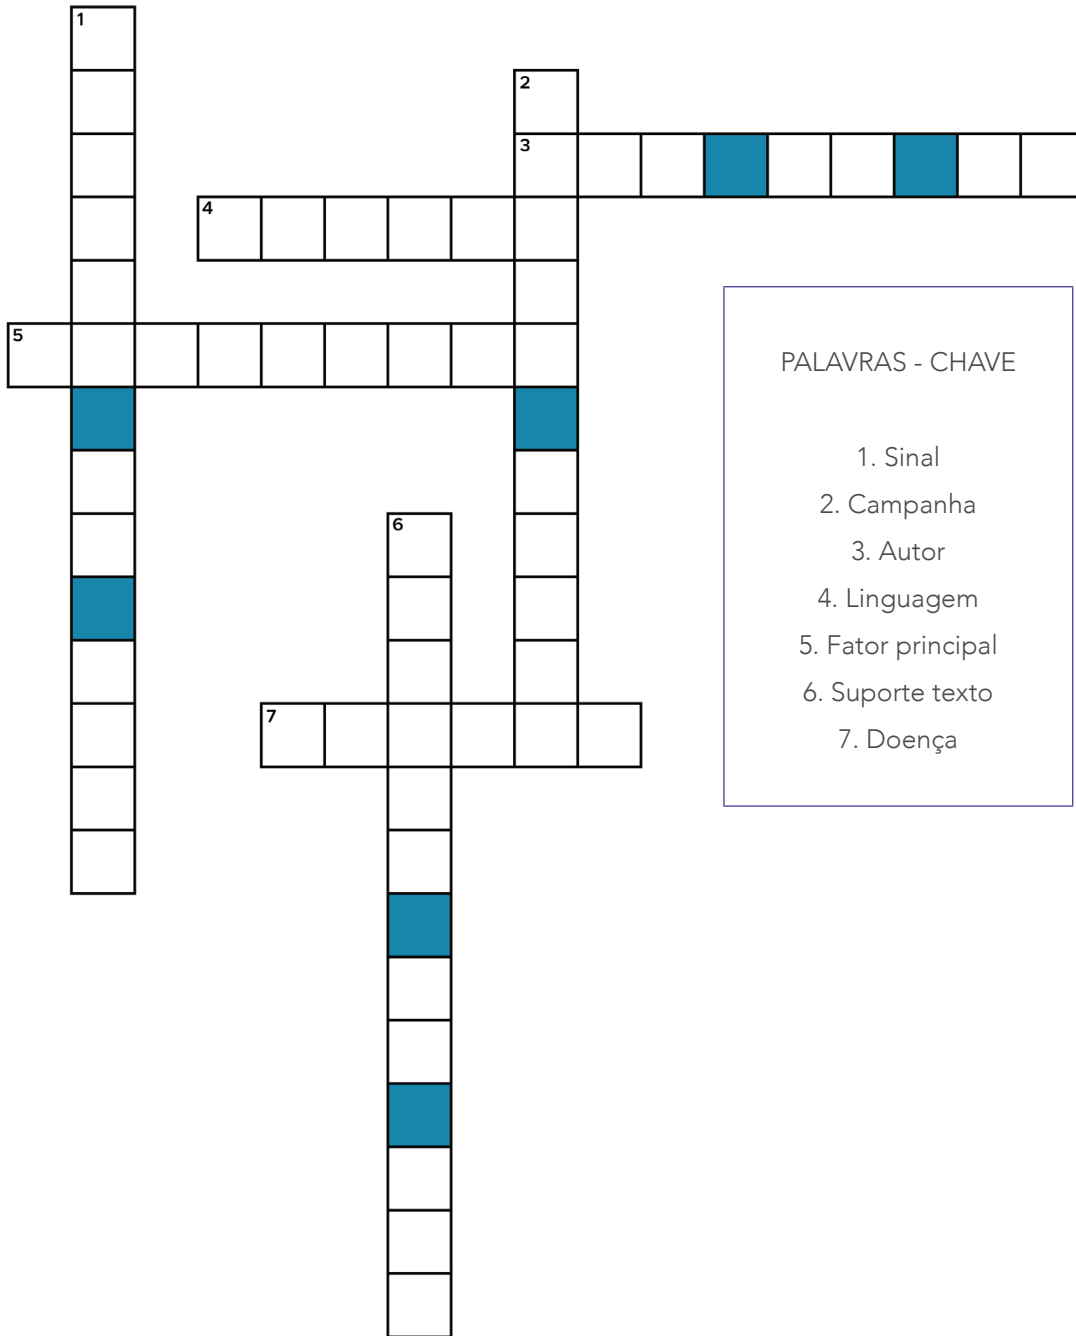 1
2
3
4
5
6
7
PALAVRAS - CHAVE
1. Sinal
2. Campanha
3. Autor
4. Linguagem
5. Fator principal
6. Suporte texto
7. Doença